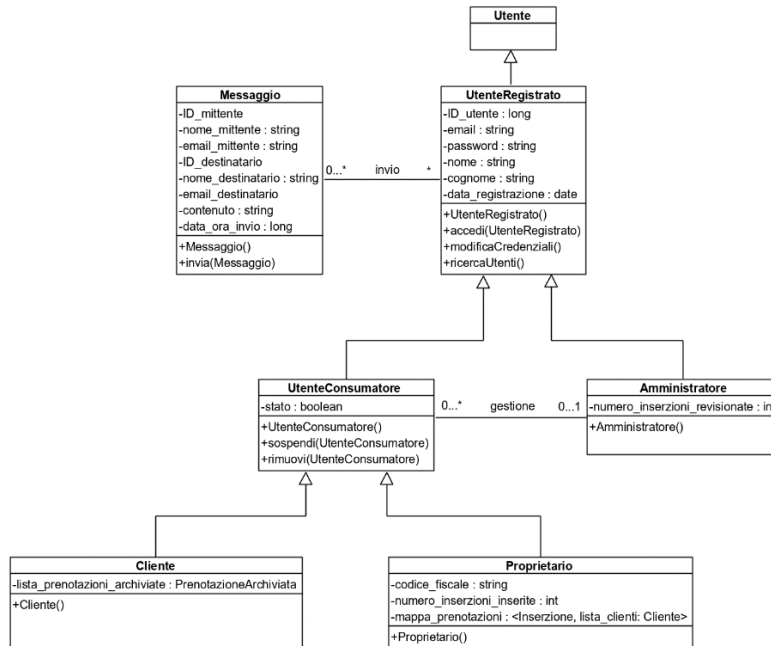 Utente
Messaggio
-ID_mittente
-nome_mittente : string
-email_mittente : string
-ID_destinatario
-nome_destinatario : string
-email_destinatario
-contenuto : string
-data_ora_invio : long
+Messaggio()
+invia(Messaggio)
0...* invio *
UtenteRegistrato
-ID_utente : long
-email : string
-password : string
-nome : string
-cognome : string
-data_registrazione : date
+UtenteRegistrato()
+accedi(UtenteRegistrato)
+modificaCredenziali()
+ricercaUtenti()
UtenteConsumatore
-stato : boolean
+UtenteConsumatore()
+sospendi(UtenteConsumatore)
+rimuovi(UtenteConsumatore)
0...* gestione 0...1
Amministratore
-numero_inserzioni_revisionate : in
+Amministratore()
Cliente
-lista_prenotazioni_archiviate : PrenotazioneArchiviata
+Cliente()
Proprietario
-codice_fiscale : string
-numero_inserzioni_inserite : int
-mappa_prenotazioni : <Inserzione, lista_clienti: Cliente>
+Proprietario()